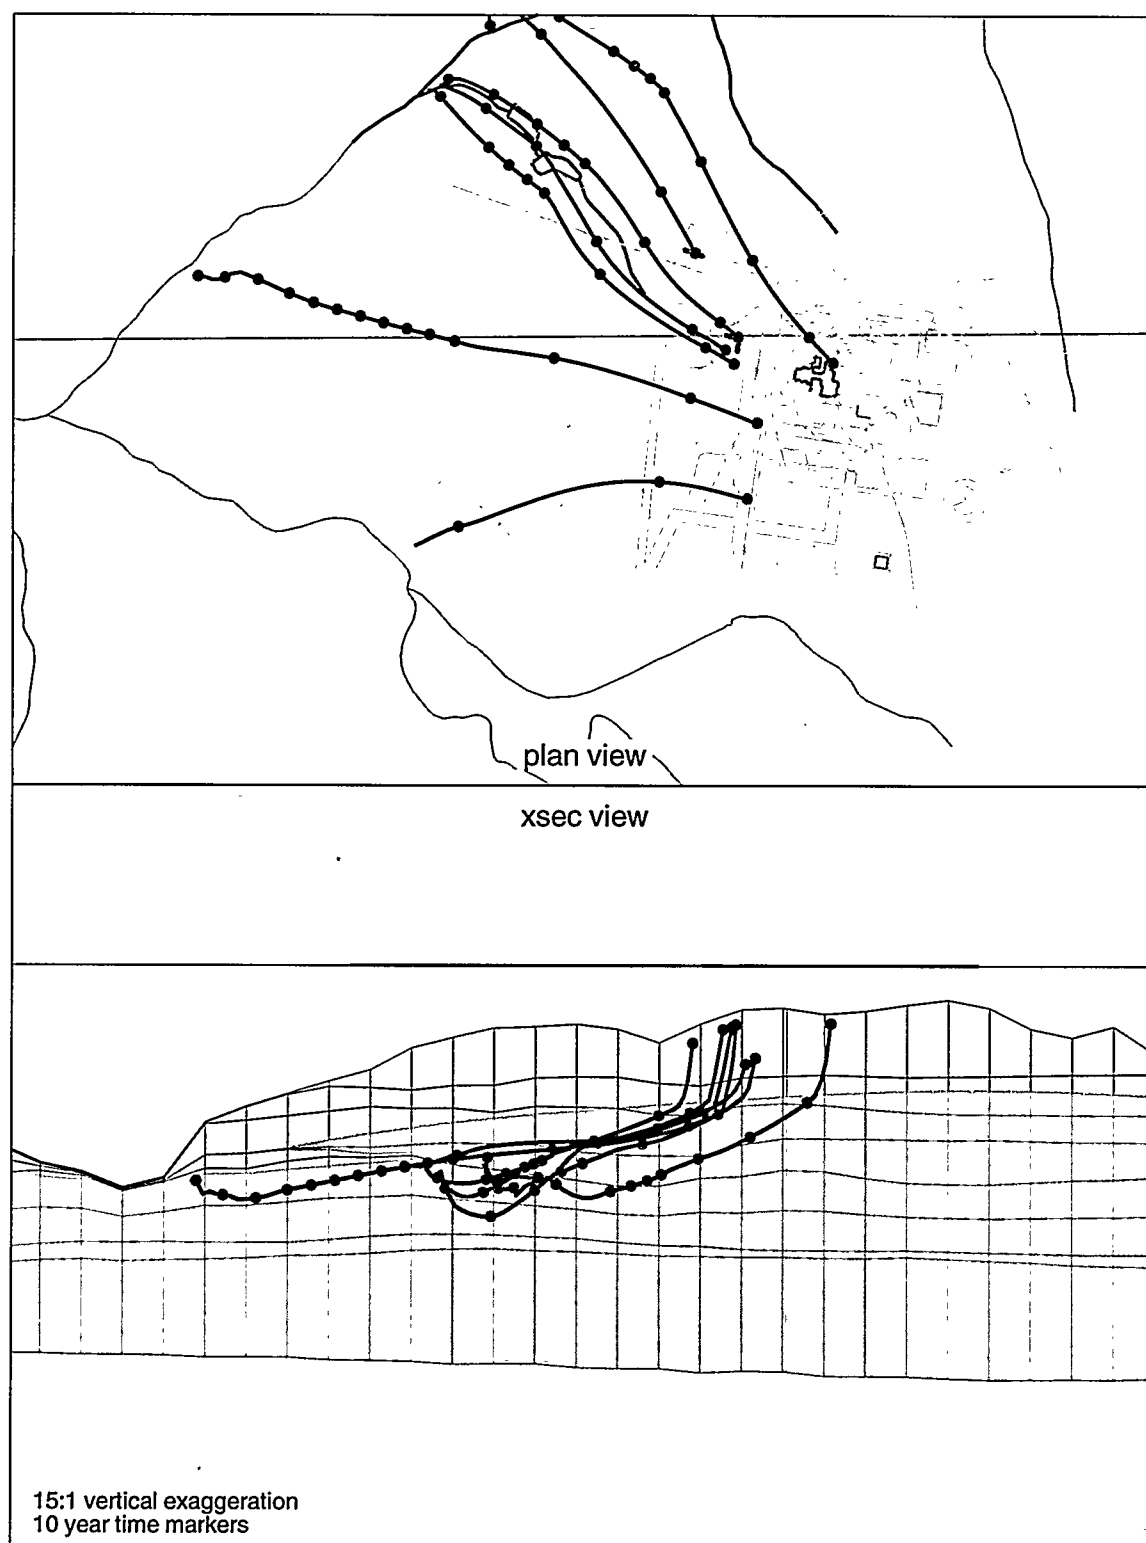 plan view
xsec view
15:1 vertical exaggeration
10 year time markers